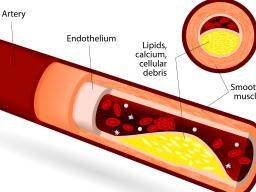 Artery
Endothelium
Lipids,
calcium,
cellular
debris
Smoot
muscl